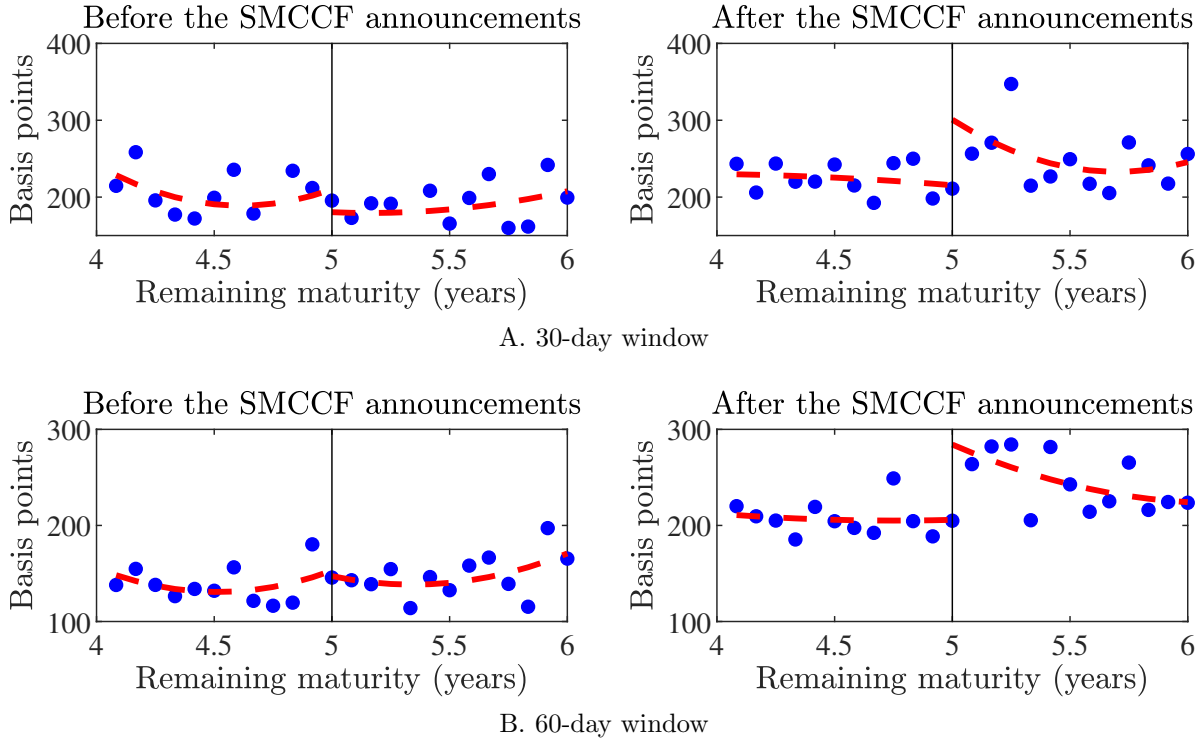 Before the SMCCF announcements
400
300
200
Basis points
4
4.5
5
5.5
6
Remaining maturity (years)
After the SMCCF announcements
400
300
200
Basis points
4
4.5
5
5.5
6
Remaining maturity (years)
A. 30-day window
Before the SMCCF announcements
300
200
100
Basis points
4
4.5
5
5.5
6
Remaining maturity (years)
After the SMCCF announcements
300
200
100
Basis points
4
4.5
5
5.5
6
Remaining maturity (years)
B. 60-day window